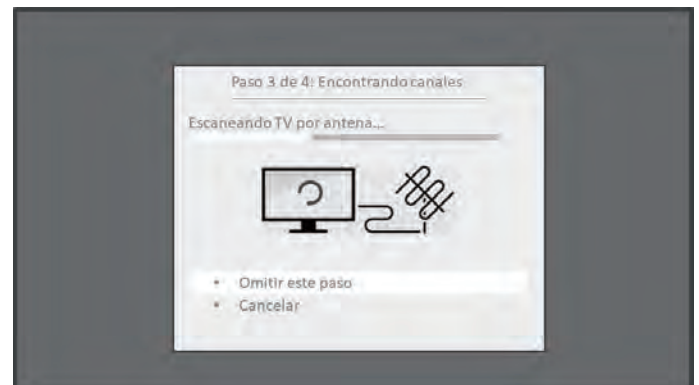 Paso 3 de 4: Encontrando canales
Escaneando TV por antena...
• Omitir este paso
• Cancelar